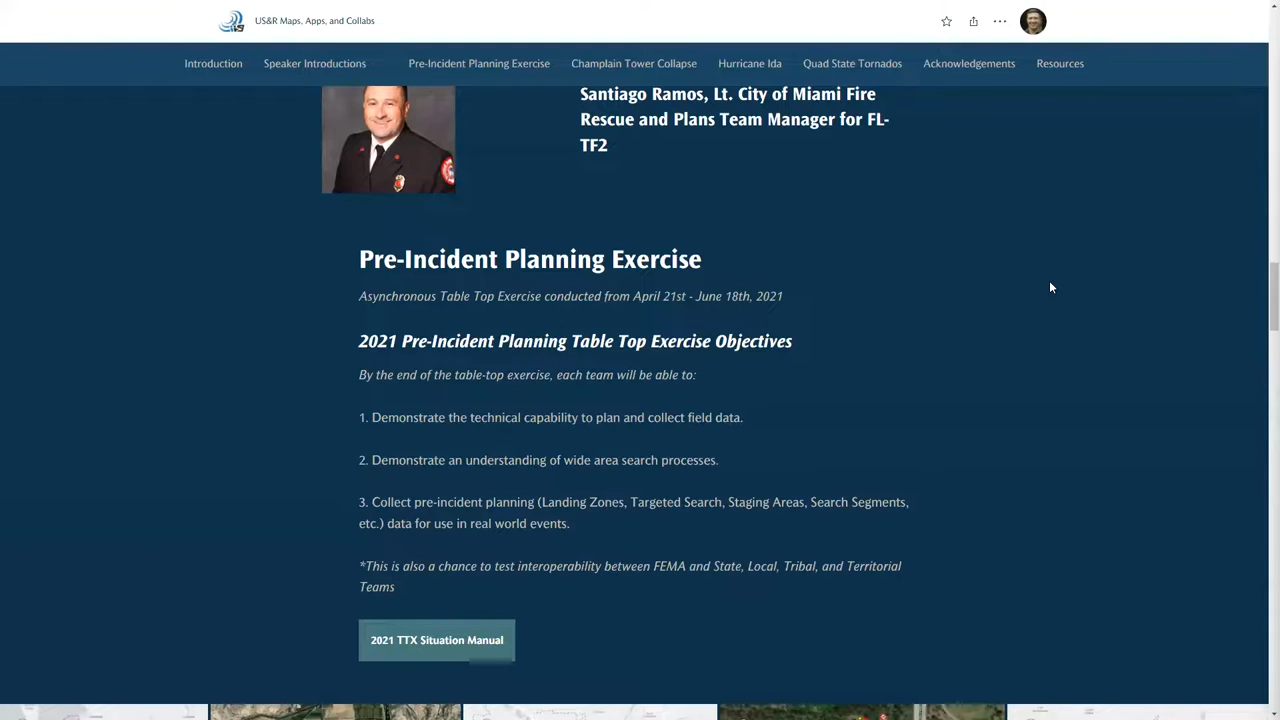 US&R Maps, Apps, and Collabs
Introduction
Speaker Introductions
Pre-Incident Planning Exercise
Champlain Tower Collapse
Hurricane Ida
Quad State Tornados
Acknowledgements
Resources
Santiago Ramos, Lt. City of Miami Fire
Rescue and Plans Team Manager for FL-
TF2
Pre-Incident Planning Exercise
Asynchronous Table Top Exercise conducted from April 21st - June 18th, 2021
2021 Pre-Incident Planning Table Top Exercise Objectives
By the end of the table-top exercise, each team will be able to:
1. Demonstrate the technical capability to plan and collect field data.
2. Demonstrate an understanding of wide area search processes.
3. Collect pre-incident planning (Landing Zones, Targeted Search, Staging Areas, Search Segments,
etc.) data for use in real world events.
*This is also a chance to test interoperability between FEMA and State, Local, Tribal, and Territorial
Teams
2021 TTX Situation Manual